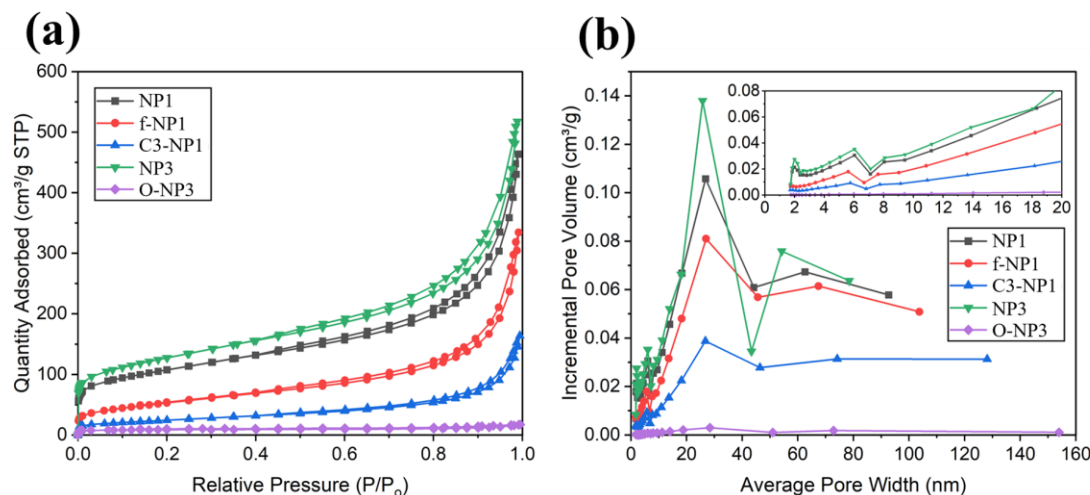 (a)
600
500
400
300
200
100
0
Quantity Adsorbed (cm³/g STP)
NP1
f-NP1
C3-NP1
NP3
O-NP3
0.0 0.2 0.4 0.6 0.8 1.0
Relative Pressure (P/Pₒ)
(b)
0.14
0.12
0.10
0.08
0.06
0.04
0.02
0.00
Incremental Pore Volume (cm³/g)
0.08
0.06
0.04
0.02
0.00
0 2 4 6 8 10 12 14 16 18 20
NP1
f-NP1
C3-NP1
NP3
O-NP3
0 20 40 60 80 100 120 140 160
Average Pore Width (nm)